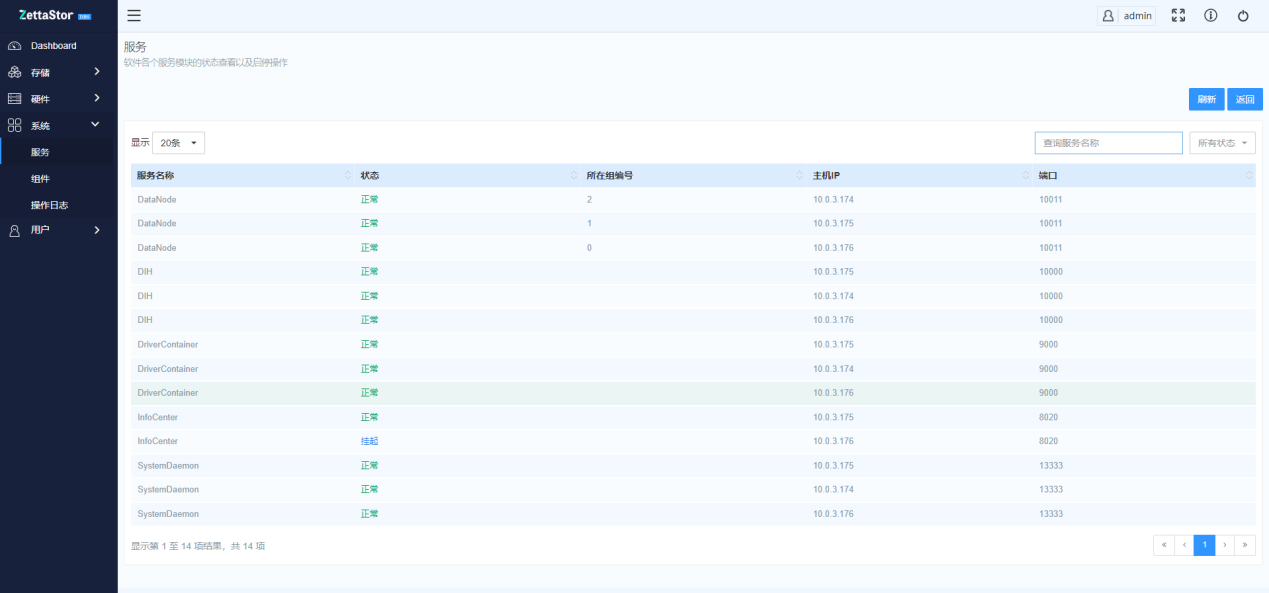 ZettaStor
admin
Dashboard
存储
硬件
系统
服务
组件
操作日志
用户
服务
软件各个服务模块的状态查看以及启停操作
刷新 返回
显示 20条 查询服务名称 所有状态
服务名称 状态 所在组编号 主机IP 端口
DataNode 正常 2 10.0.3.174 10011
DataNode 正常 1 10.0.3.175 10011
DataNode 正常 0 10.0.3.176 10011
DIH 正常 10.0.3.175 10000
DIH 正常 10.0.3.174 10000
DIH 正常 10.0.3.176 10000
DriverContainer 正常 10.0.3.175 9000
DriverContainer 正常 10.0.3.174 9000
DriverContainer 正常 10.0.3.176 9000
InfoCenter 正常 10.0.3.175 8020
InfoCenter 挂起 10.0.3.176 8020
SystemDaemon 正常 10.0.3.175 13333
SystemDaemon 正常 10.0.3.174 13333
SystemDaemon 正常 10.0.3.176 13333
显示第 1 至 14 项结果，共 14 项
« ‹ 1 › »